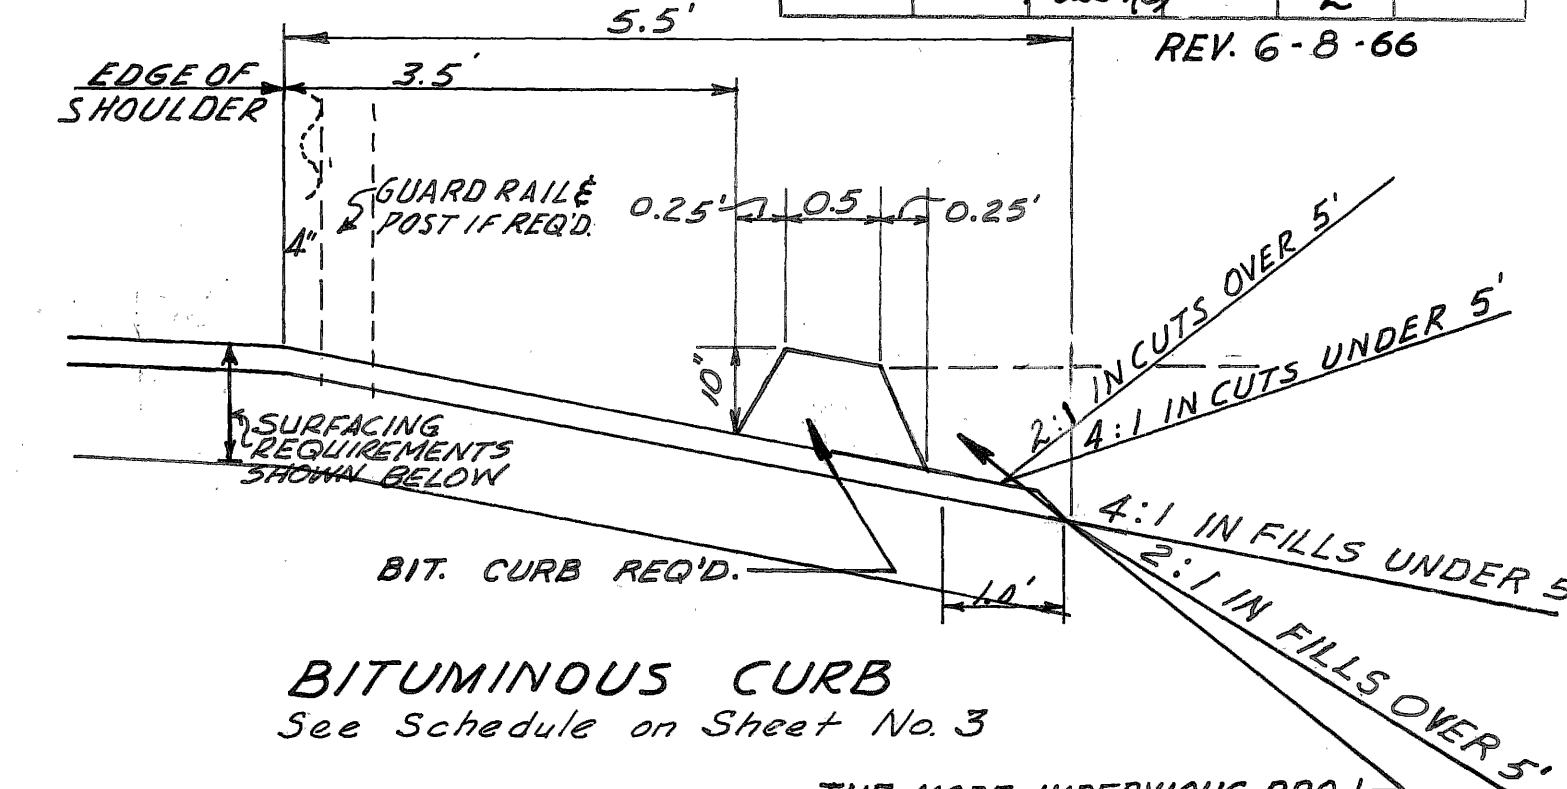 5.5'
REV. 6-8-66
EDGE OF
SHOULDER
3.5'
GUARD RAIL &
POST IF REQ'D.
4"
0.25'
0.5
0.25'
2:1 IN CUTS OVER 5'
4:1 IN CUTS UNDER 5'
10"
SURFACING
REQUIREMENTS
SHOWN BELOW
4:1 IN FILLS UNDER 5
2:1 IN FILLS OVER 5'
BIT. CURB REQ'D.
1.0'
BITUMINOUS CURB
See Schedule on Sheet No. 3
THE MORE IMPERVIOUS